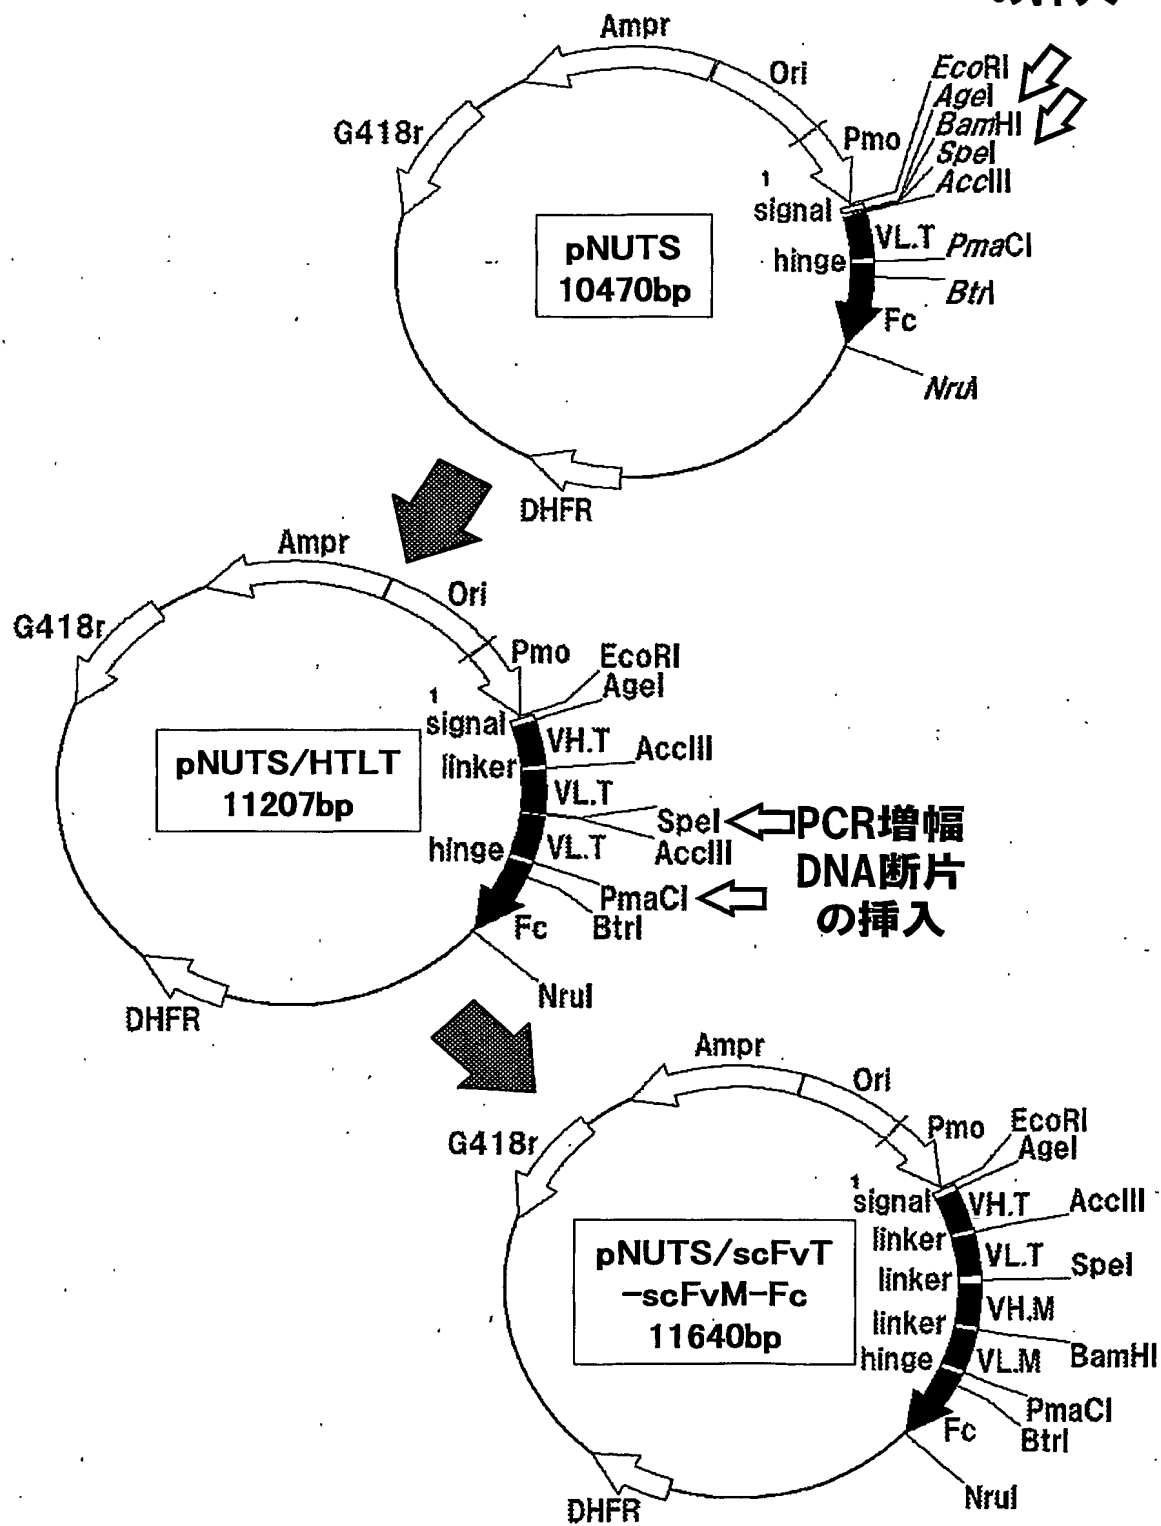 Ampr
Ori
G418r
Pmo
EcoRI
AgeI
BamHI
SpeI
AccIII
1
signal
VL.T
PmaCI
hinge
BtrI
Fc
NruI
pNUTS
10470bp
DHFR
Ampr
Ori
G418r
Pmo
EcoRI
AgeI
1
signal
VH.T
AccIII
linker
VL.T
SpeI
AccIII
hinge
VL.T
PmaCI
BtrI
Fc
NruI
pNUTS/HTLT
11207bp
PCR増幅
DNA断片
の挿入
DHFR
Ampr
Ori
G418r
Pmo
EcoRI
AgeI
1
signal
VH.T
AccIII
linker
VL.T
SpeI
linker
VH.M
linker
BamHI
hinge
VL.M
PmaCI
BtrI
Fc
NruI
pNUTS/scFvT
-scFvM-Fc
11640bp
DHFR